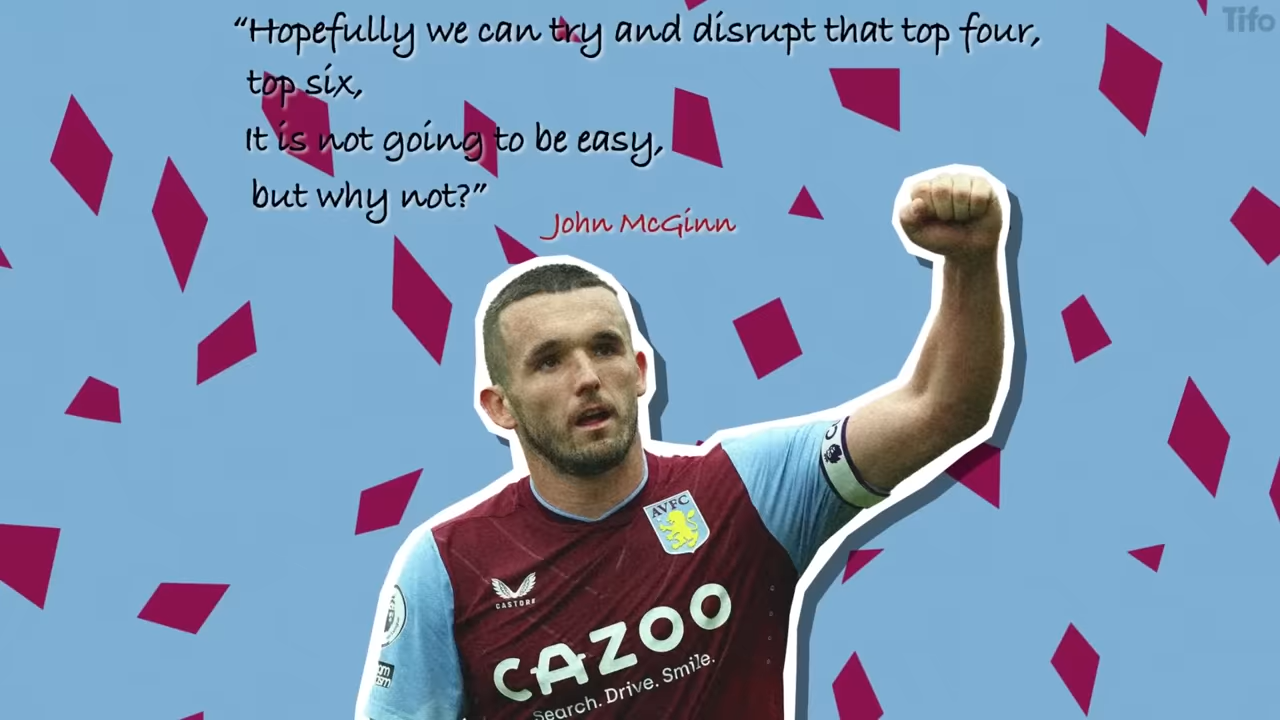 Tifo
“Hopefully we can try and disrupt that top four,
top six,
It is not going to be easy,
but why not?”
John McGinn
AVFC
CASTORE
CAZOO
Search. Drive. Smile.